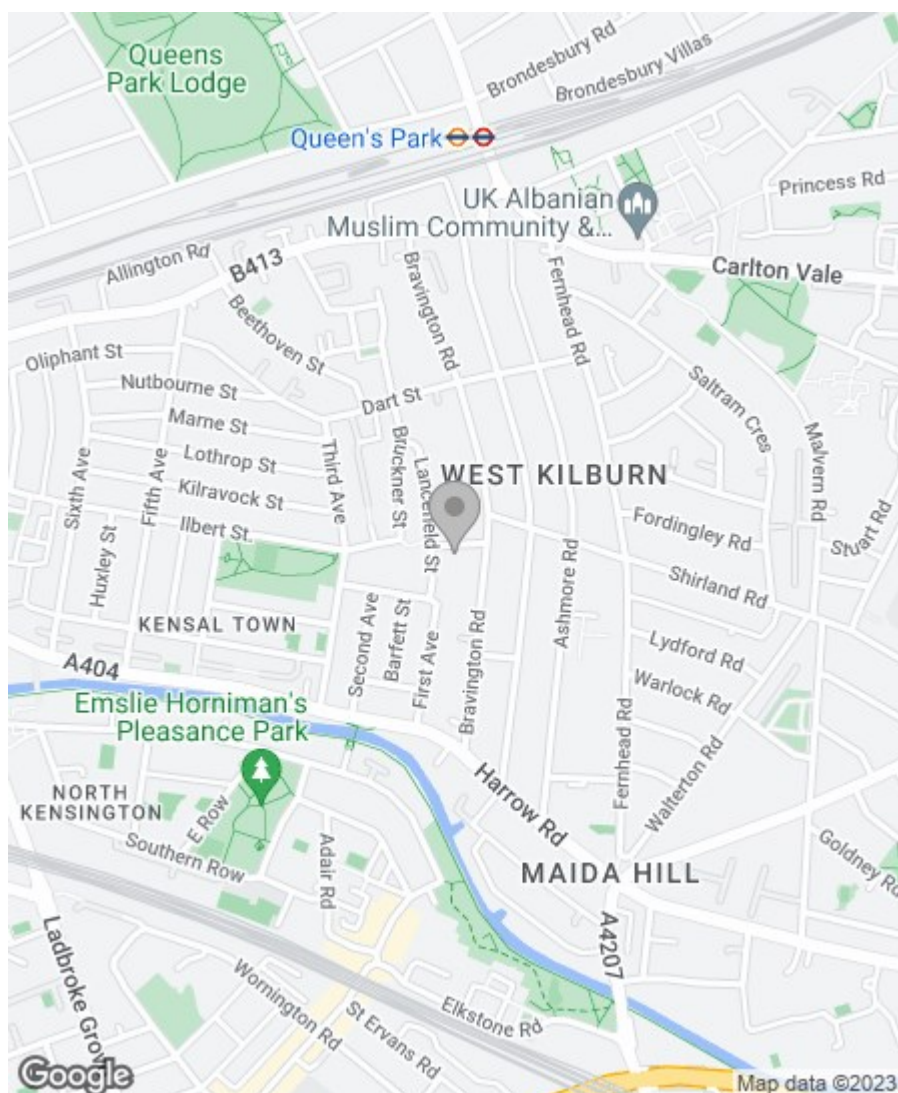 Queens
Park Lodge
Brondesbury Rd
Brondesbury Villas
Queen's Park
Princess Rd
UK Albanian
Muslim Community &...
Allington Rd
B413
Bravington Rd
Fernhead Rd
Carlton Vale
Beethoven St
Oliphant St
Nutbourne St
Dart St
Saltram Cres
Marne St
Lothrop St
Kilravock St
Ilbert St
Sixth Ave
Fifth Ave
Third Ave
Bruckner St
Lancefield St
WEST KILBURN
Malvern Rd
Stuart Rd
Fordingley Rd
Huxley St
Ashmore Rd
Shirland Rd
KENSAL TOWN
Second Ave
Barfett St
First Ave
Bravington Rd
Lydford Rd
Warlock Rd
A404
Emslie Horniman's
Pleasance Park
Fernhead Rd
Walterton Rd
NORTH
KENSINGTON
E Row
Southern Row
Adair Rd
Harrow Rd
MAIDA HILL
Goldney Rd
Ladbroke Grove
Wornington Rd
St Ervans Rd
Elkstone Rd
A4207
Google
Map data ©2023